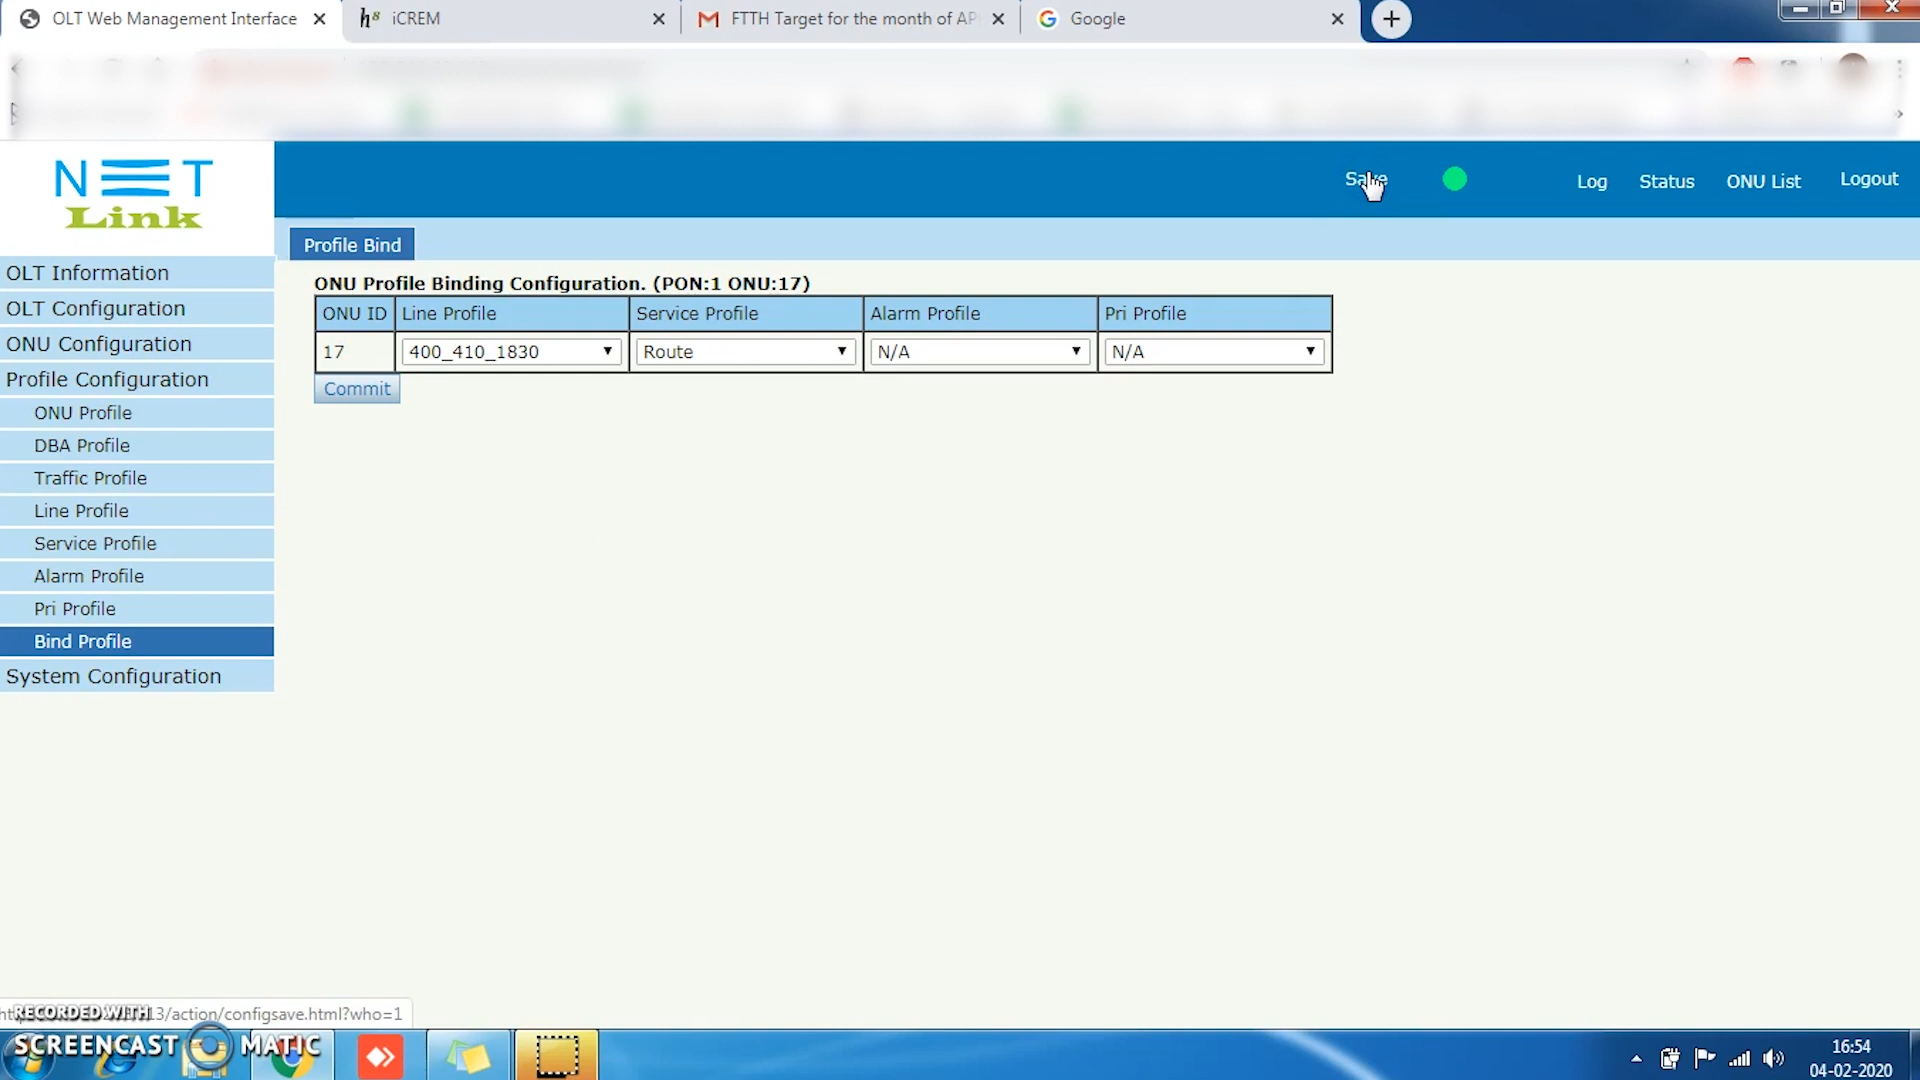 OLT Web Management Interface
h⁸ iCREM
FTTH Target for the month of AP
Google
NET
Link
Save
Log
Status
ONU List
Logout
Profile Bind
OLT Information
OLT Configuration
ONU Configuration
Profile Configuration
ONU Profile
DBA Profile
Traffic Profile
Line Profile
Service Profile
Alarm Profile
Pri Profile
Bind Profile
System Configuration
ONU Profile Binding Configuration. (PON:1 ONU:17)
ONU ID Line Profile Service Profile Alarm Profile Pri Profile
17 400_410_1830 Route N/A N/A
Commit
13/action/configsave.html?who=1
RECORDED WITH
SCREENCAST MATIC
16:54
04-02-2020